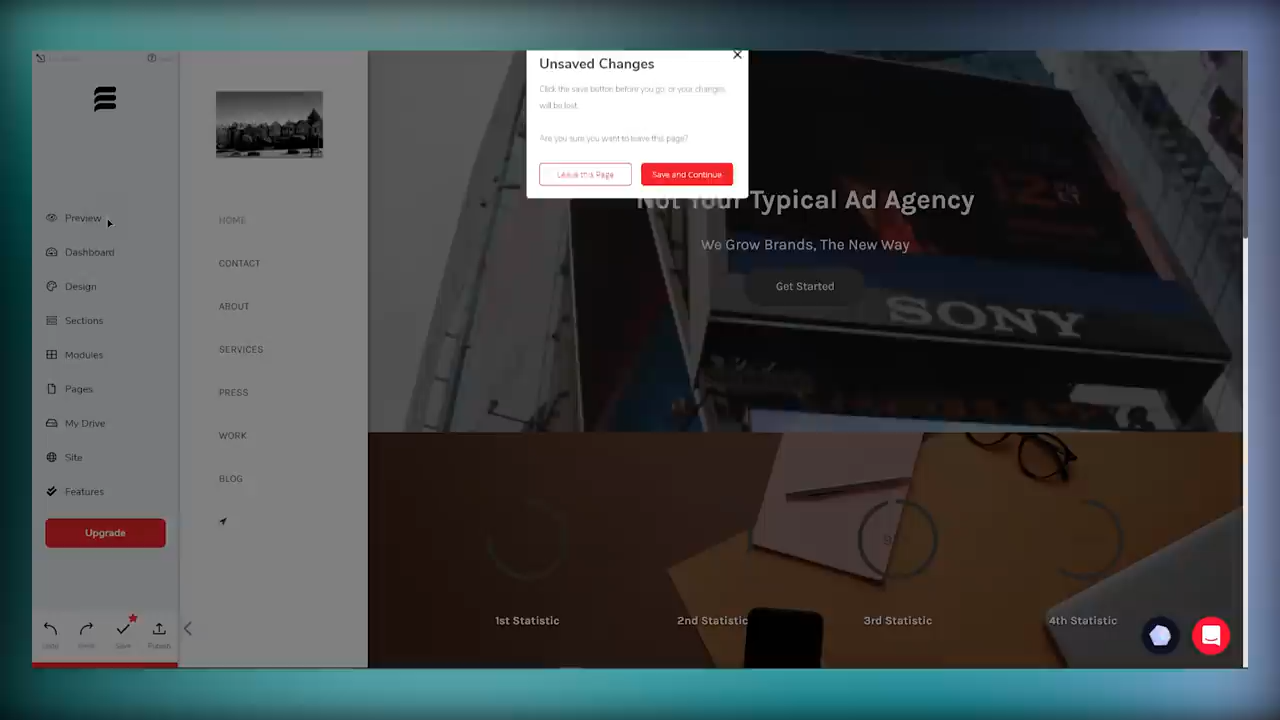 Unsaved Changes
Click the save button before you go, or your changes
will be lost.
Are you sure you want to leave this page?
Leave this Page
Save and Continue
Preview
Dashboard
Design
Sections
Modules
Pages
My Drive
Site
Features
Upgrade
Undo
Save
Publish
HOME
CONTACT
ABOUT
SERVICES
PRESS
WORK
BLOG
Not Your Typical Ad Agency
We Grow Brands, The New Way
Get Started
SONY
1st Statistic
2nd Statistic
3rd Statistic
4th Statistic